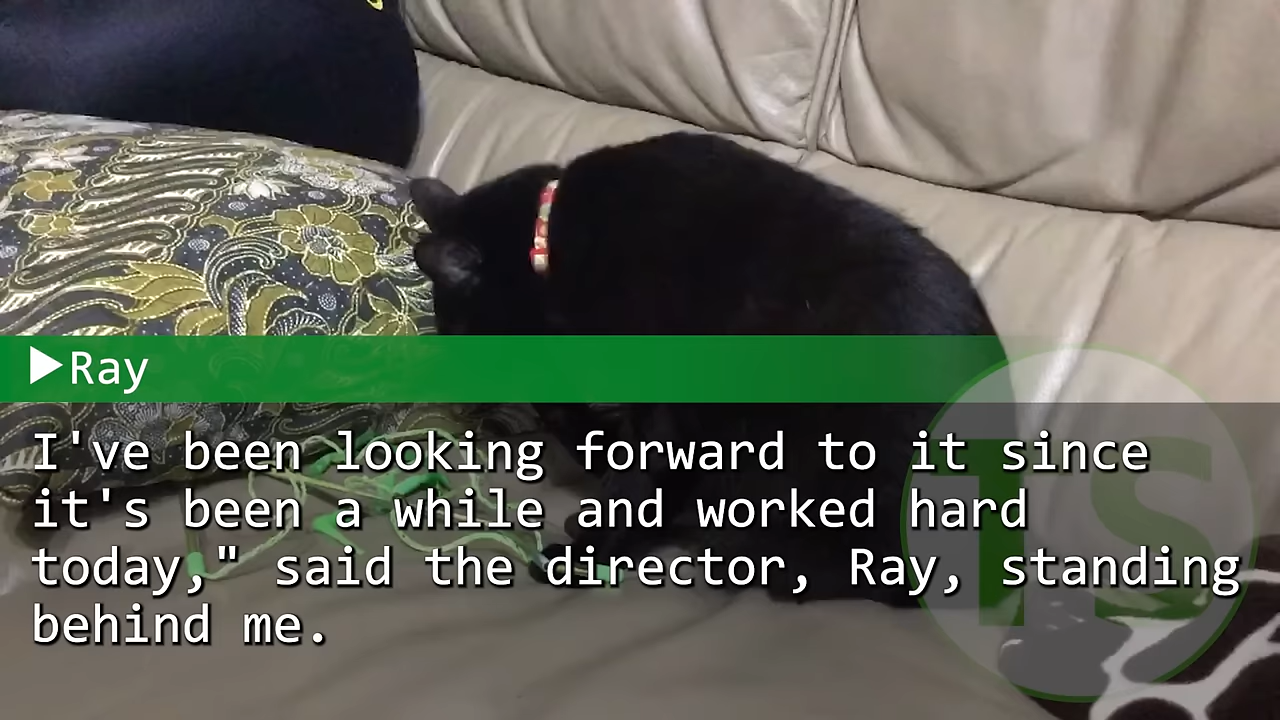 ▶Ray
I've been looking forward to it since
it's been a while and worked hard
today," said the director, Ray, standing
behind me.
TS